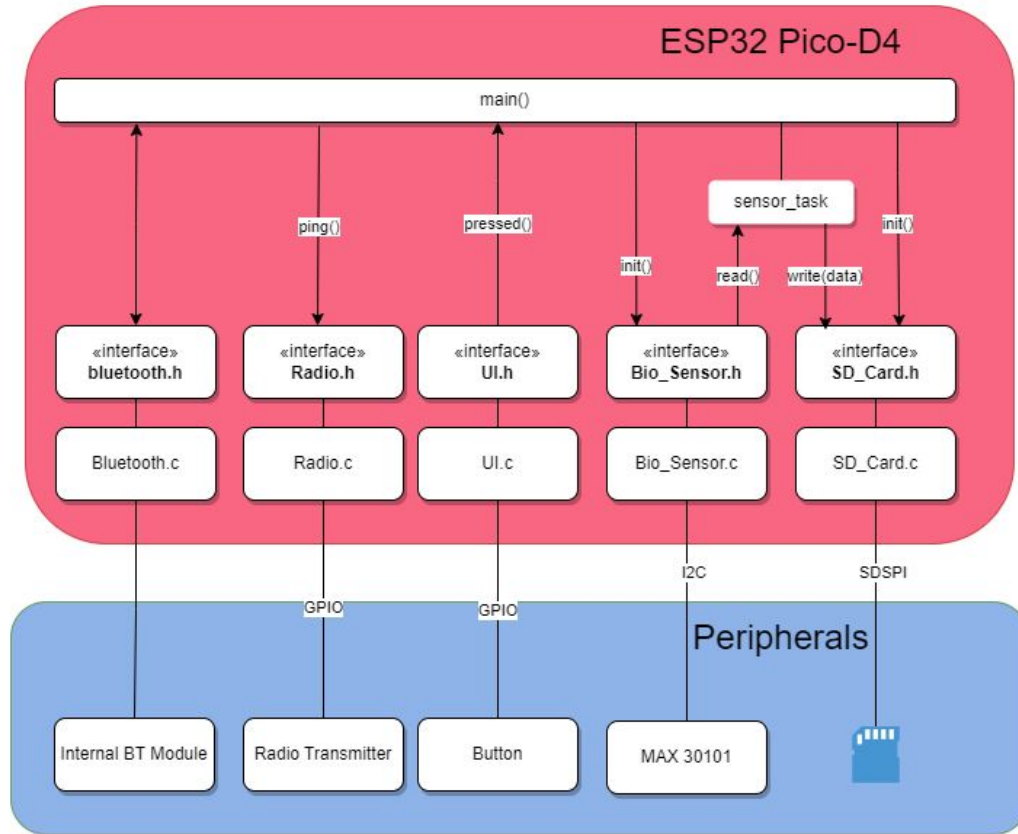 ESP32 Pico-D4
main()
sensor_task
ping()
pressed()
init()
init()
read()
write(data)
«interface»
bluetooth.h
«interface»
Radio.h
«interface»
UI.h
«interface»
Bio_Sensor.h
«interface»
SD_Card.h
Bluetooth.c
Radio.c
UI.c
Bio_Sensor.c
SD_Card.c
I2C
SDSPI
GPIO
GPIO
Peripherals
Internal BT Module
Radio Transmitter
Button
MAX 30101